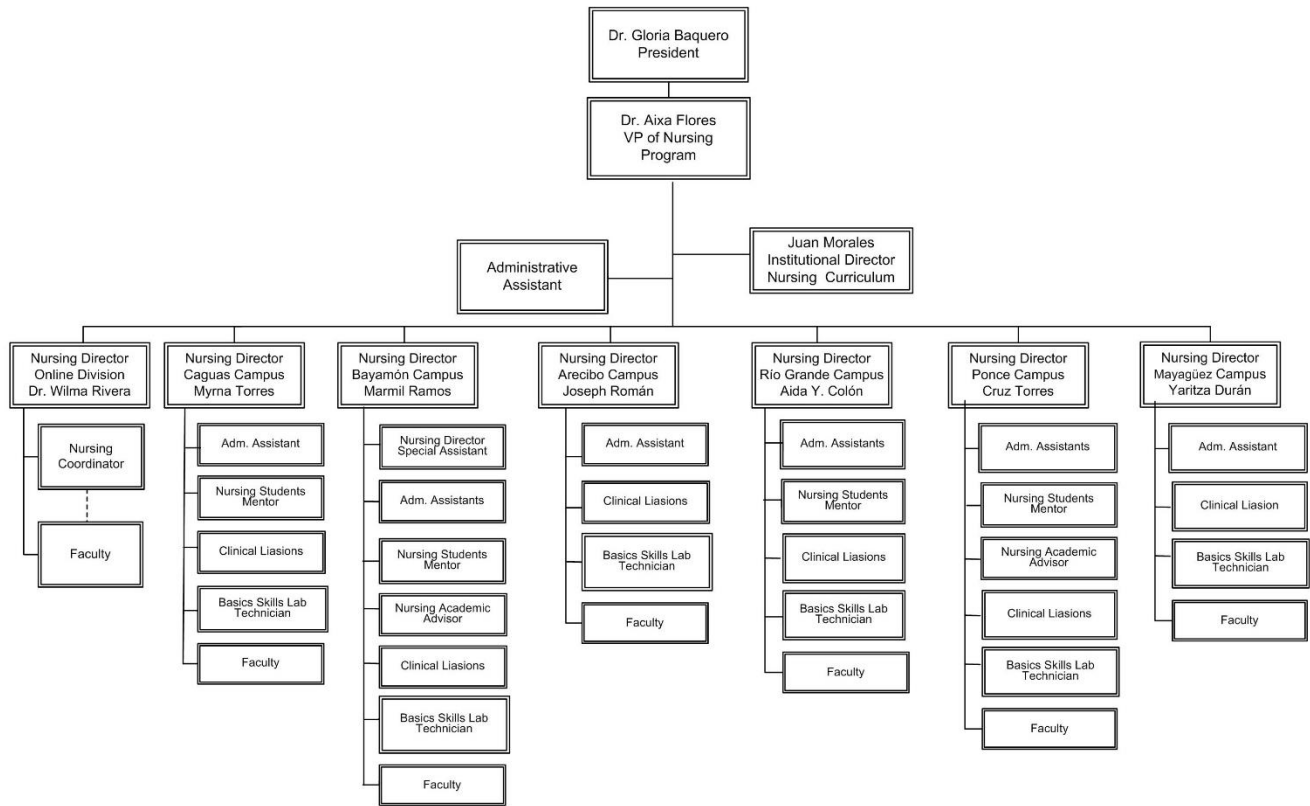 Dr. Gloria Baquero
President
Dr. Aixa Flores
VP of Nursing
Program
Juan Morales
Institutional Director
Nursing Curriculum
Administrative
Assistant
Nursing Director
Online Division
Dr. Wilma Rivera
Nursing
Coordinator
Faculty
Nursing Director
Caguas Campus
Myrna Torres
Adm. Assistant
Nursing Students
Mentor
Clinical Liasions
Basics Skills Lab
Technician
Faculty
Nursing Director
Bayamón Campus
Marmil Ramos
Nursing Director
Special Assistant
Adm. Assistants
Nursing Students
Mentor
Nursing Academic
Advisor
Clinical Liasions
Basics Skills Lab
Technician
Faculty
Nursing Director
Arecibo Campus
Joseph Román
Adm. Assistant
Clinical Liasions
Basics Skills Lab
Technician
Faculty
Nursing Director
Río Grande Campus
Aida Y. Colón
Adm. Assistants
Nursing Students
Mentor
Clinical Liasions
Basics Skills Lab
Technician
Faculty
Nursing Director
Ponce Campus
Cruz Torres
Adm. Assistants
Nursing Students
Mentor
Nursing Academic
Advisor
Clinical Liasions
Basics Skills Lab
Technician
Faculty
Nursing Director
Mayagüez Campus
Yaritza Durán
Adm. Assistant
Clinical Liasion
Basics Skills Lab
Technician
Faculty